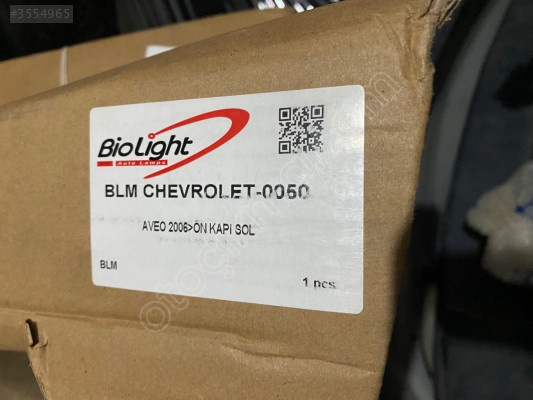 #3554965
BioLight
Auto Lamps
BLM CHEVROLET-0050
AVEO 2006>ÖN KAPI SOL
BLM
1 pcs